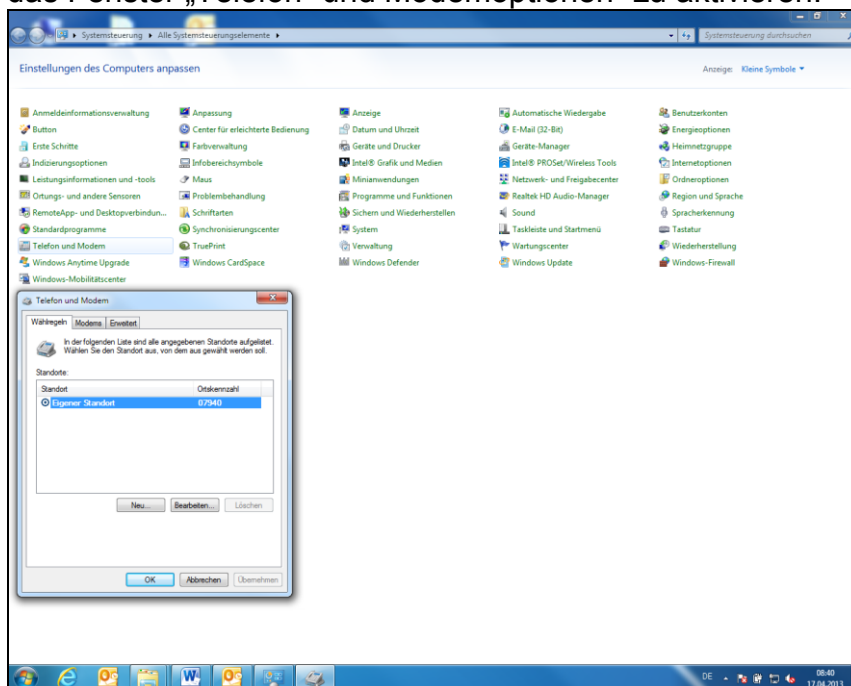 das Fenster „Telefon- und Modemoptionen“ zu aktivieren.
Systemsteuerung ▸ Alle Systemsteuerungselemente ▸
Systemsteuerung durchsuchen
Einstellungen des Computers anpassen
Anzeige: Kleine Symbole
Anmeldeinformationsverwaltung
Anpassung
Anzeige
Automatische Wiedergabe
Benutzerkonten
Button
Center für erleichterte Bedienung
Datum und Uhrzeit
E-Mail (32-Bit)
Energieoptionen
Erste Schritte
Farbverwaltung
Geräte und Drucker
Geräte-Manager
Heimnetzgruppe
Indizierungsoptionen
Infobereichsymbole
Intel® Grafik und Medien
Intel® PROSet/Wireless Tools
Internetoptionen
Leistungsinformationen und -tools
Maus
Minianwendungen
Netzwerk- und Freigabecenter
Ordneroptionen
Ortungs- und andere Sensoren
Problembehandlung
Programme und Funktionen
Realtek HD Audio-Manager
Region und Sprache
RemoteApp- und Desktopverbindun...
Schriftarten
Sichern und Wiederherstellen
Sound
Spracherkennung
Standardprogramme
Synchronisierungscenter
System
Taskleiste und Startmenü
Tastatur
Telefon und Modem
TruePrint
Verwaltung
Wartungscenter
Wiederherstellung
Windows Anytime Upgrade
Windows CardSpace
Windows Defender
Windows Update
Windows-Firewall
Windows-Mobilitätscenter
Telefon und Modem
Wählregeln Modems Erweitert
In der folgenden Liste sind alle angegebenen Standorte aufgelistet.
Wählen Sie den Standort aus, von dem aus gewählt werden soll.
Standorte:
Standort Ortskennzahl
Eigener Standort 07940
Neu... Bearbeiten... Löschen
OK Abbrechen Übernehmen
DE
08:40
17.04.2013